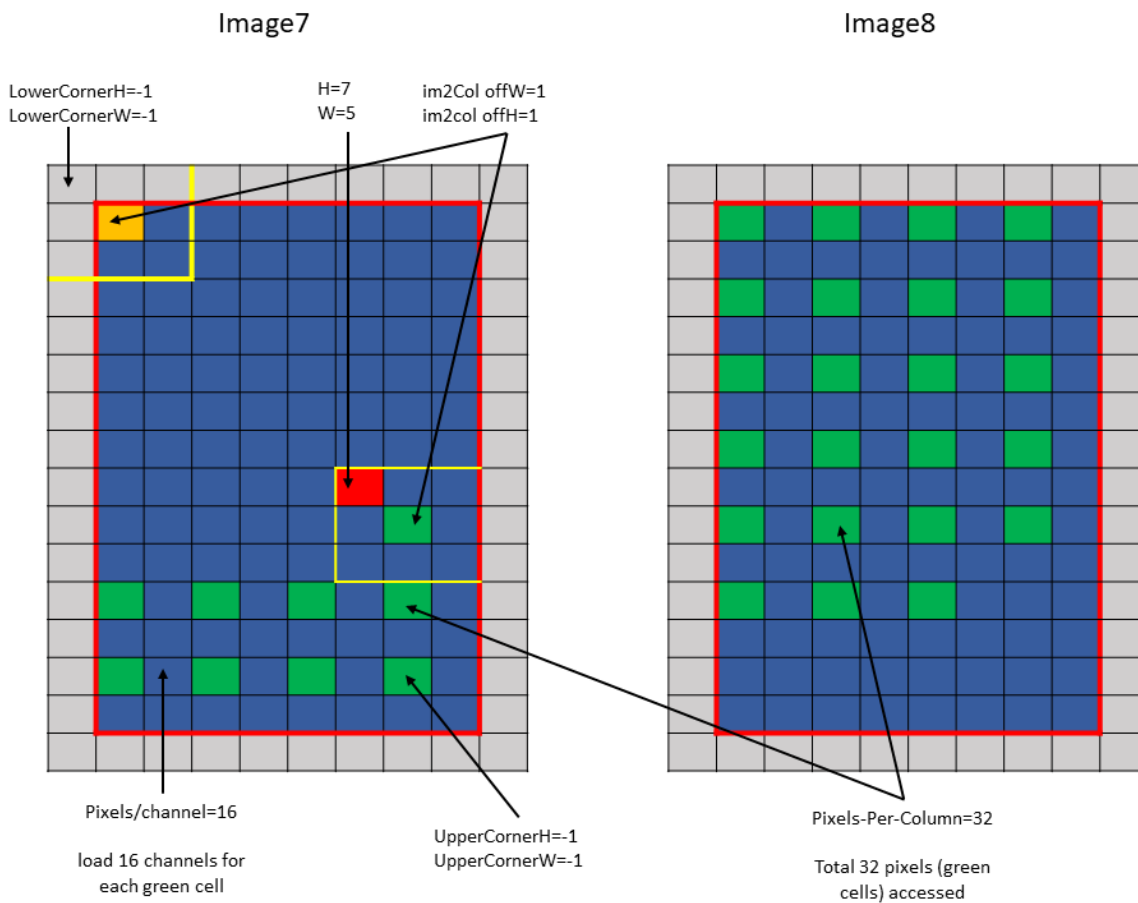 Image7
Image8
LowerCornerH=-1
LowerCornerW=-1
H=7
W=5
im2Col offW=1
im2col offH=1
Pixels/channel=16
load 16 channels for
each green cell
UpperCornerH=-1
UpperCornerW=-1
Pixels-Per-Column=32
Total 32 pixels (green
cells) accessed